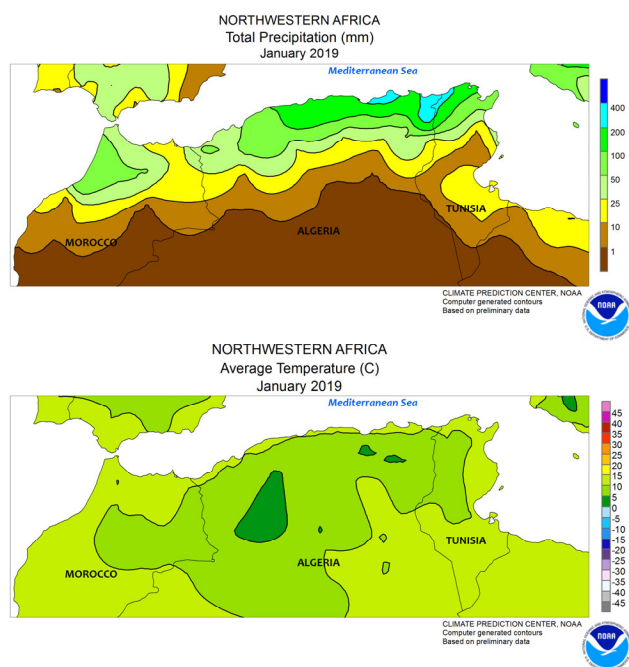 NORTHWESTERN AFRICA
Total Precipitation (mm)
January 2019
Mediterranean Sea
400
200
100
50
25
10
1
MOROCCO
ALGERIA
TUNISIA
CLIMATE PREDICTION CENTER, NOAA
Computer generated contours
Based on preliminary data
NOAA
NORTHWESTERN AFRICA
Average Temperature (C)
January 2019
Mediterranean Sea
45
40
35
30
25
20
15
10
5
0
-5
-10
-15
-20
-25
-30
-35
-40
-45
MOROCCO
ALGERIA
TUNISIA
CLIMATE PREDICTION CENTER, NOAA
Computer generated contours
Based on preliminary data
NOAA